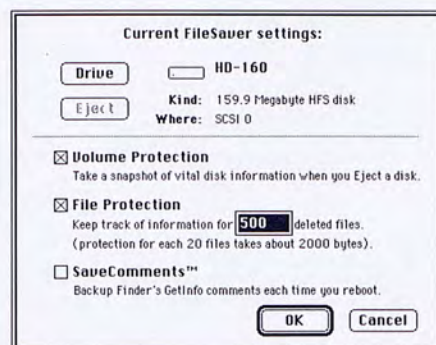 Current FileSaver settings:
Drive
HD-160
Eject
Kind: 159.9 Megabyte HFS disk
Where: SCSI 0
Volume Protection
Take a snapshot of vital disk information when you Eject a disk.
File Protection
Keep track of information for 500 deleted files.
(protection for each 20 files takes about 2000 bytes).
SaveComments™
Backup Finder's GetInfo comments each time you reboot.
OK
Cancel